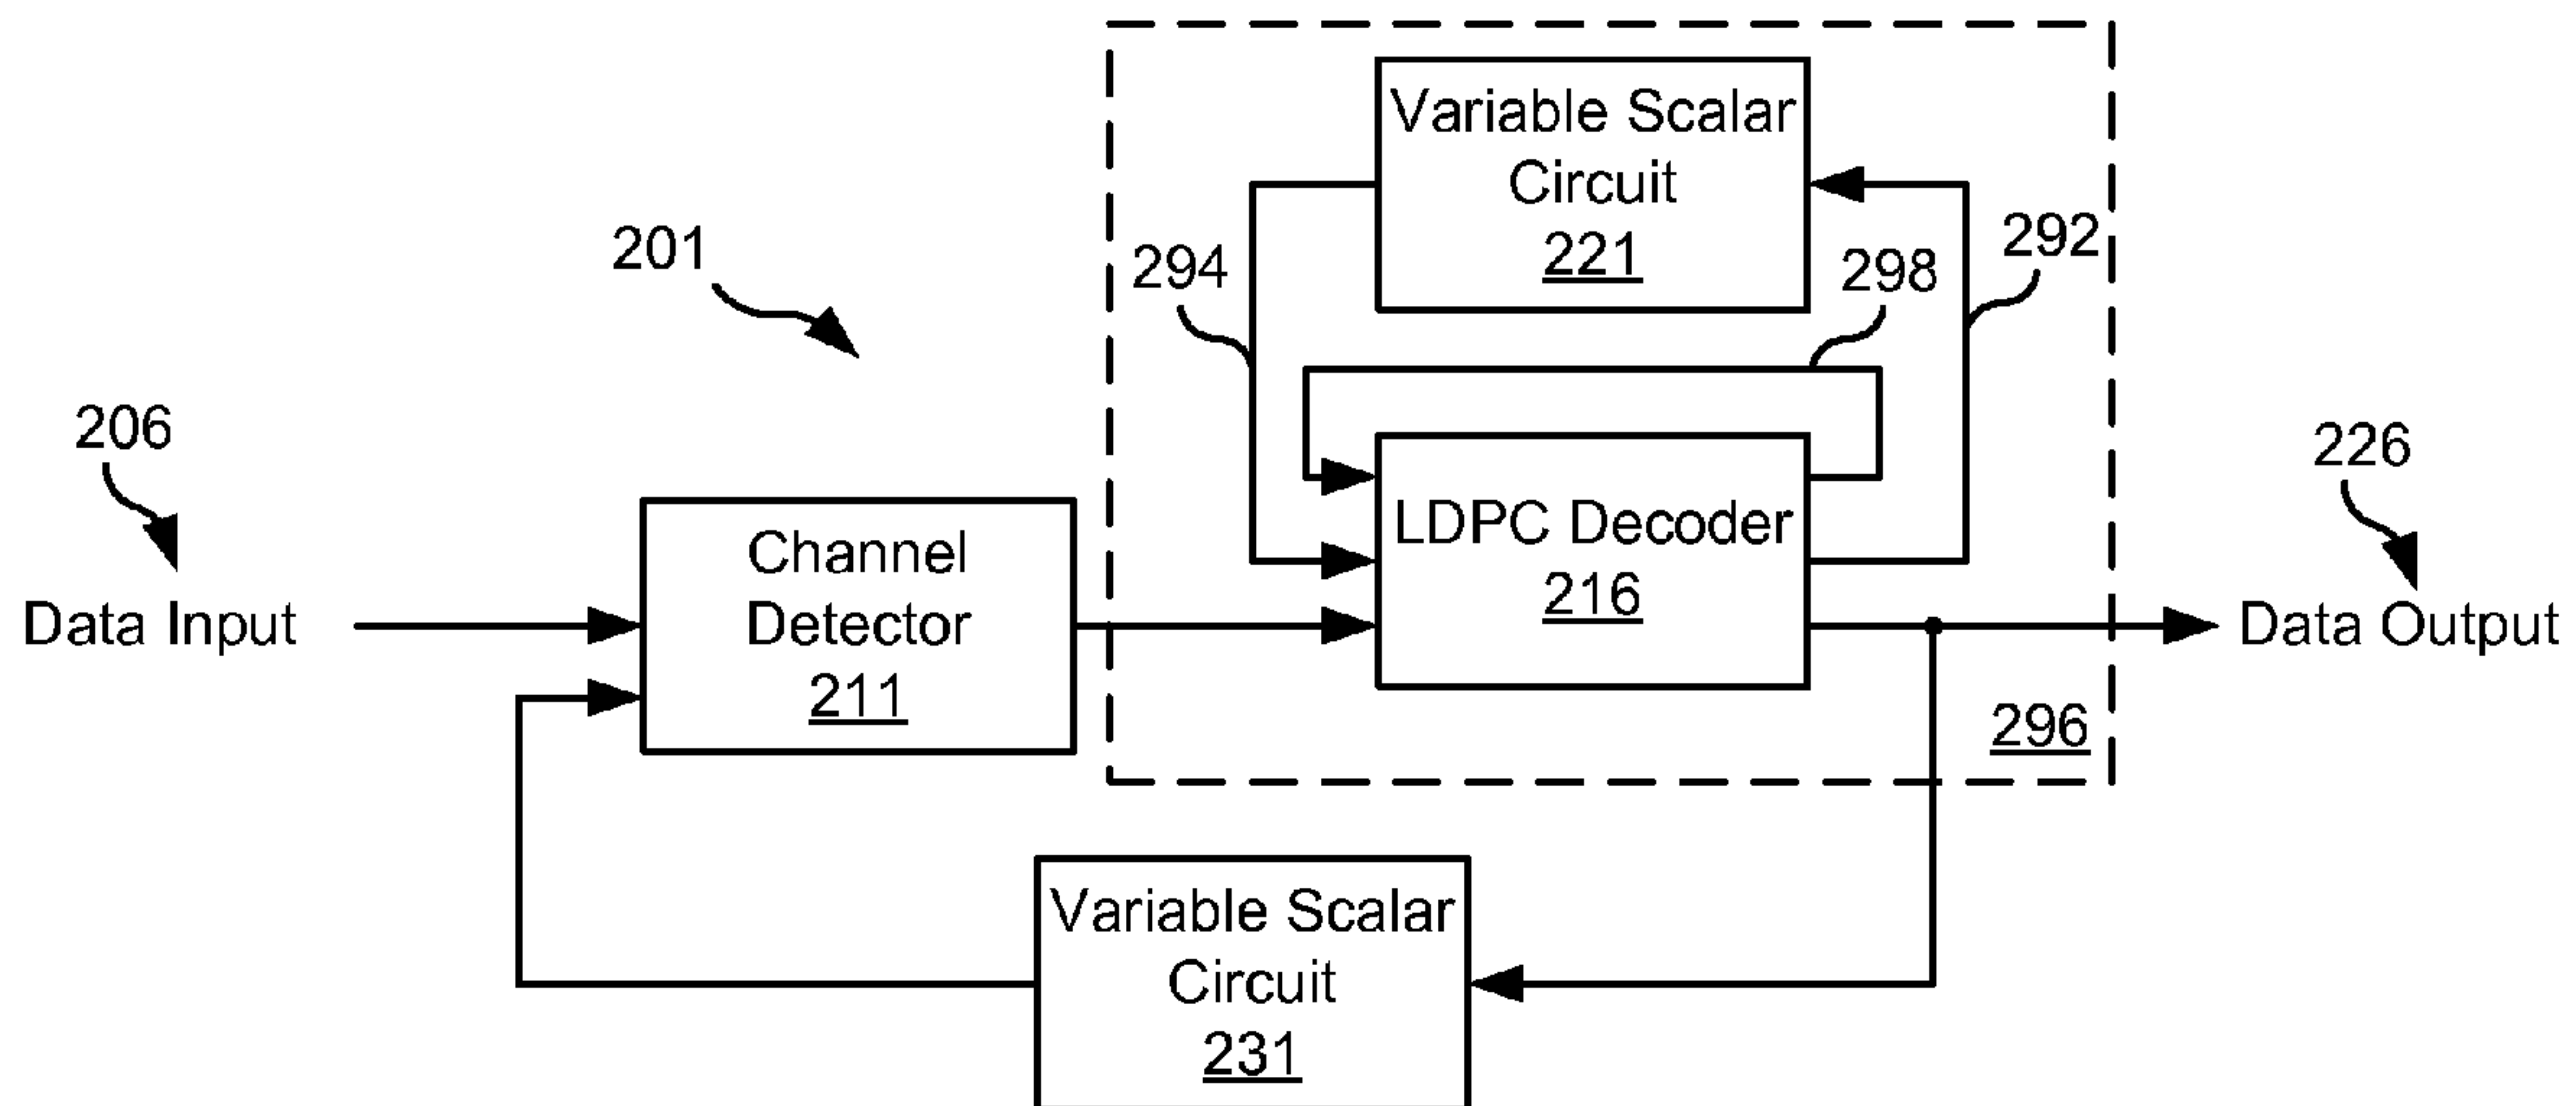 Variable Scalar
Circuit
221
201
294
298
292
206
226
Channel
Detector
211
LDPC Decoder
216
Data Input
Data Output
296
Variable Scalar
Circuit
231